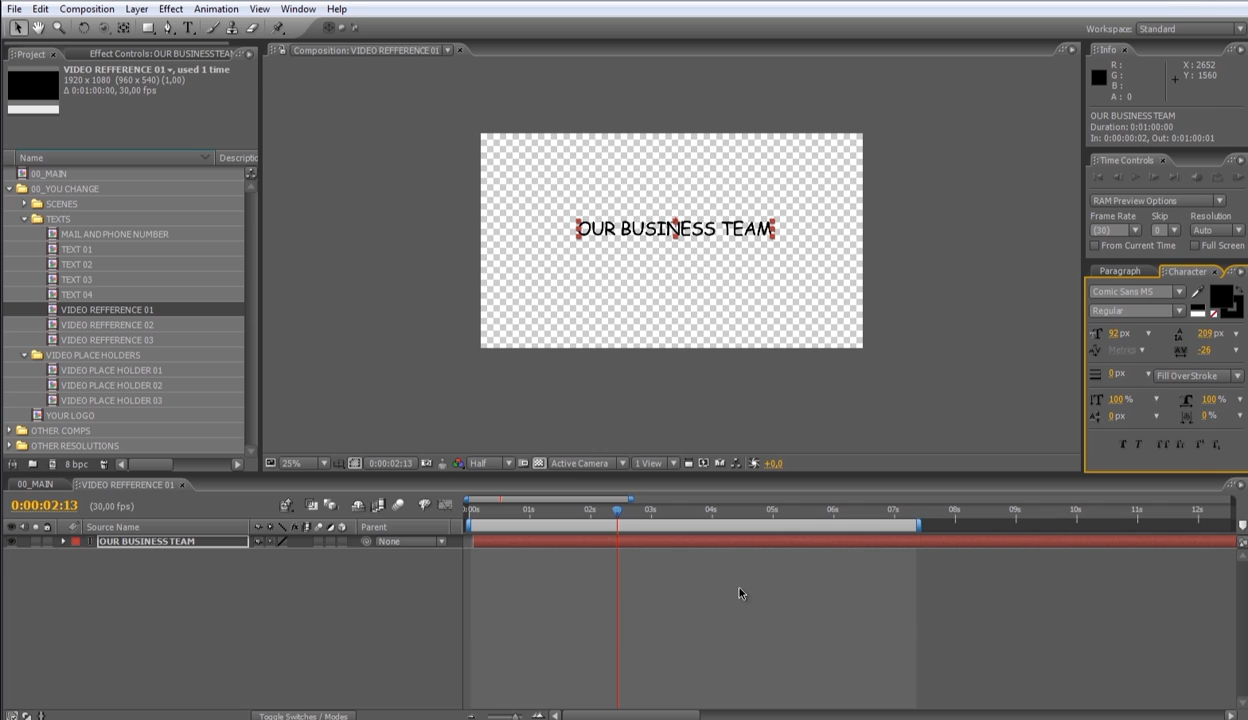 File Edit Composition Layer Effect Animation View Window Help
Workspace: Standard
Project Effect Controls: OUR BUSINESS TEAM
VIDEO REFFERENCE 01, used 1 time
1920 x 1080 (960 x 540) (1,00)
Δ 0:01:00:00, 30,00 fps
Name Descriptio
00_MAIN
00_YOU CHANGE
SCENES
TEXTS
MAIL AND PHONE NUMBER
TEXT 01
TEXT 02
TEXT 03
TEXT 04
VIDEO REFFERENCE 01
VIDEO REFFERENCE 02
VIDEO REFFERENCE 03
VIDEO PLACE HOLDERS
VIDEO PLACE HOLDER 01
VIDEO PLACE HOLDER 02
VIDEO PLACE HOLDER 03
YOUR LOGO
OTHER COMPS
OTHER RESOLUTIONS
8 bpc
Composition: VIDEO REFFERENCE 01
OUR BUSINESS TEAM
25% 0:00:02:13 Half Active Camera 1 View +0,0
Info
R : X : 2652
G : Y : 1560
B :
A : 0
OUR BUSINESS TEAM
Duration: 0:01:00:00
In: 0:00:00:02, Out: 0:01:00:01
Time Controls
RAM Preview Options
Frame Rate Skip Resolution
(30) 0 Auto
From Current Time Full Screen
Paragraph Character
Comic Sans MS
Regular
92 px 209 px
Metrics -26
0 px Fill Over Stroke
100 % 100 %
0 px 0 %
T T TT Tt T' T,
00_MAIN VIDEO REFFERENCE 01
0:00:02:13 (30,00 fps)
0:00s 01s 02s 03s 04s 05s 06s 07s 08s 09s 10s 11s 12s
# Source Name Parent
OUR BUSINESS TEAM None
Toggle Switches / Modes